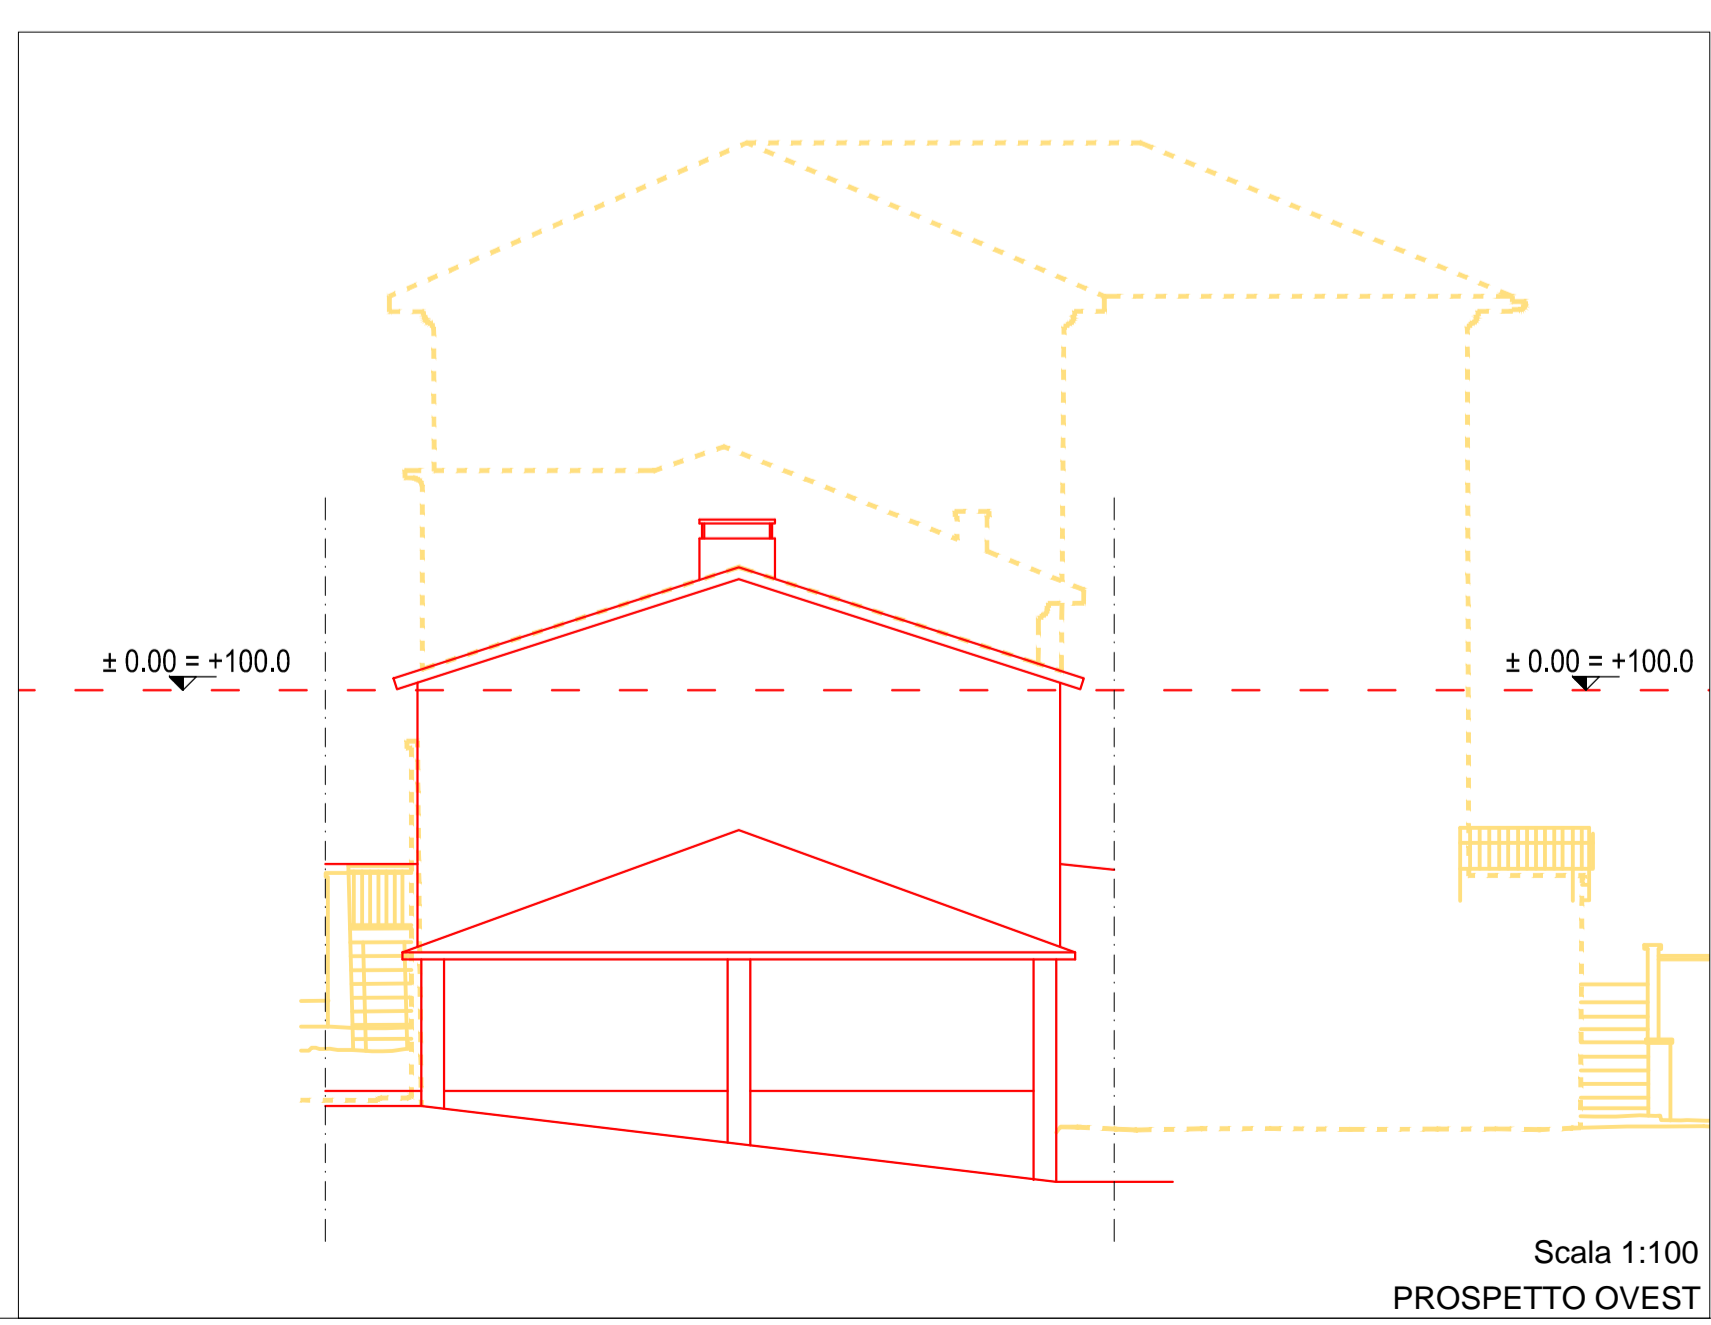 ± 0.00 = +100.0
± 0.00 = +100.0
Scala 1:100
PROSPETTO OVEST